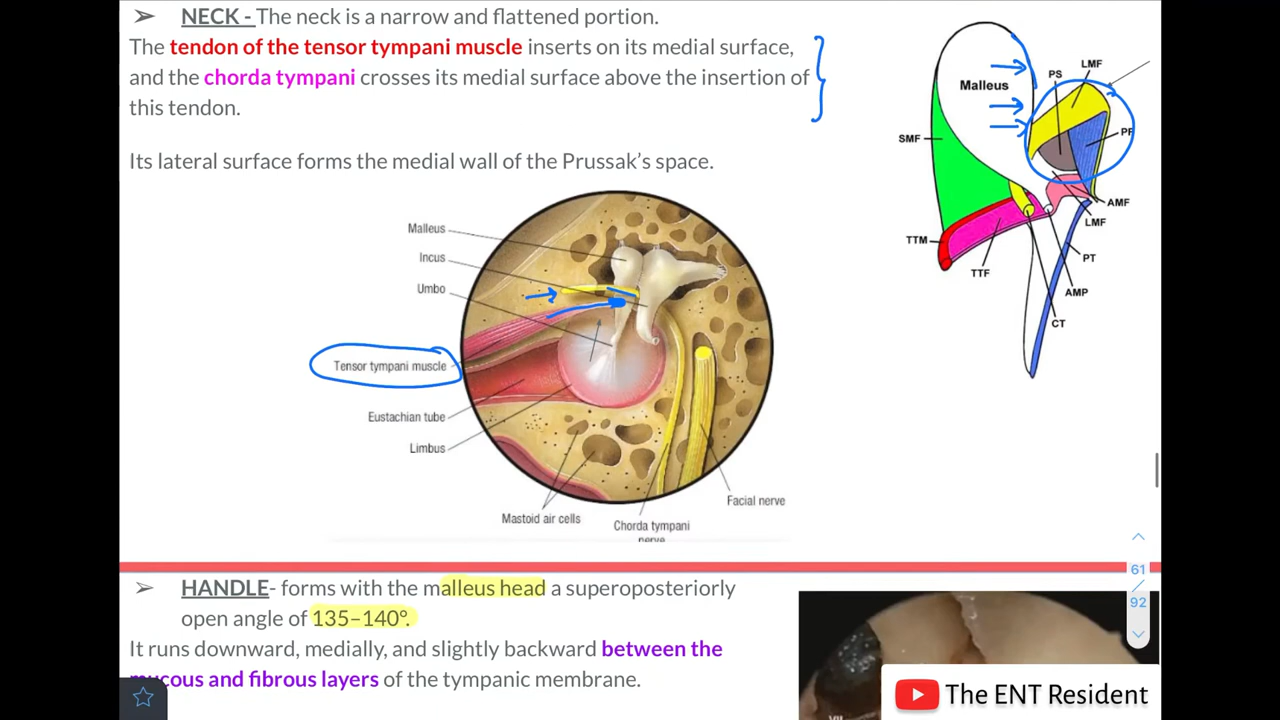 ➢ NECK - The neck is a narrow and flattened portion.
The tendon of the tensor tympani muscle inserts on its medial surface,
and the chorda tympani crosses its medial surface above the insertion of
this tendon.
Its lateral surface forms the medial wall of the Prussak’s space.
Malleus
Incus
Umbo
Tensor tympani muscle
Eustachian tube
Limbus
Mastoid air cells
Chorda tympani
nerve
Facial nerve
Malleus
PS
LMF
SMF
PF
AMF
LMF
TTM
TTF
PT
AMP
CT
61
/
92
➢ HANDLE- forms with the malleus head a superoposteriorly
open angle of 135–140°.
It runs downward, medially, and slightly backward between the
mucous and fibrous layers of the tympanic membrane.
The ENT Resident